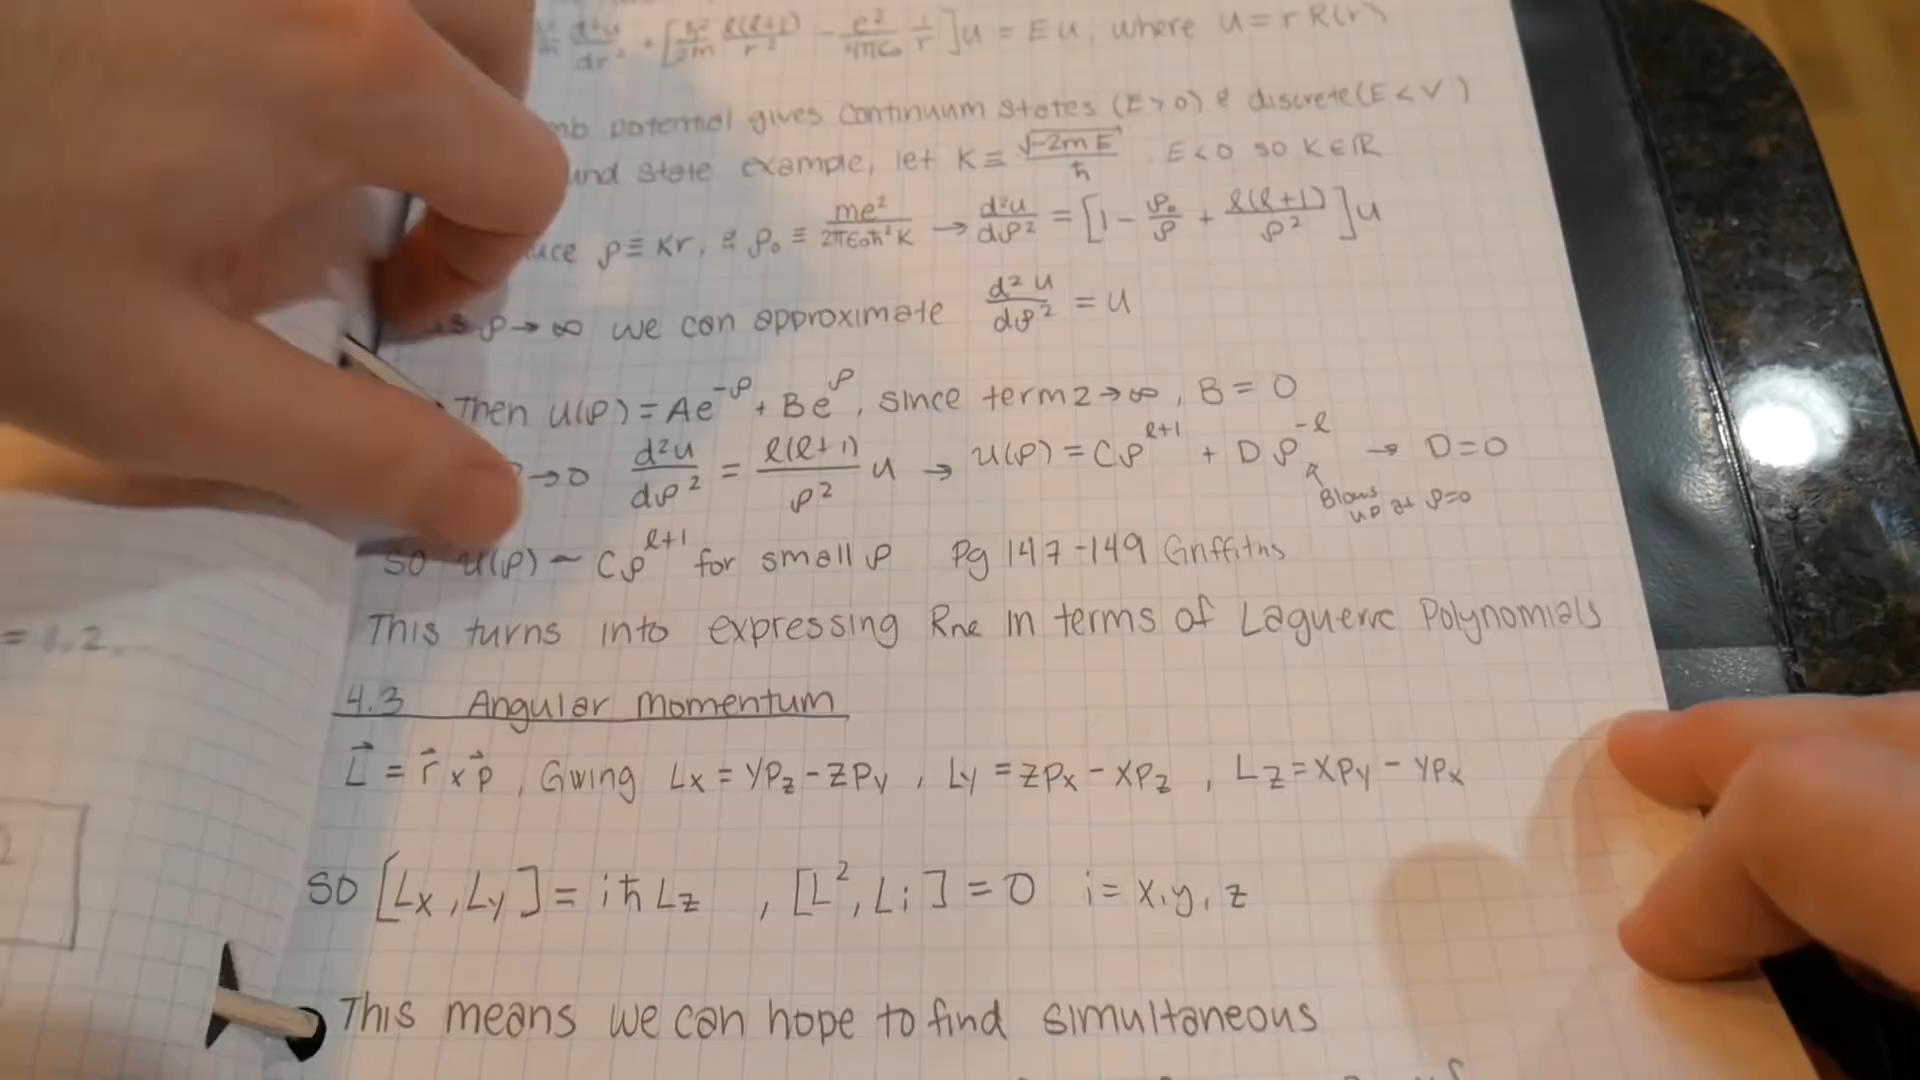 d²u/dr² + [ħ²/2m l(l+1)/r² - e²/4πϵ₀ 1/r]u = Eu, where u = rR(r)
potential gives continuum states (E>0) & discrete (E<V)
state example, let K ≡ √-2mE/ħ . E<0 so K∈ℝ
ρ≡Kr, & ρ₀ ≡ me²/2πϵ₀ħ²K → d²u/dρ² = [1 - ρ₀/ρ + l(l+1)/ρ²]u
ρ→∞ we can approximate d²u/dρ² = u
Then u(ρ) = Ae^-ρ + Be^ρ, since term 2→∞, B = 0
→0 d²u/dρ² = l(l+1)/ρ² u → u(ρ) = Cρ^l+1 + Dρ^-l → D=0
Blows up at ρ=0
so u(ρ) ~ Cρ^l+1 for small ρ Pg 147-149 Griffiths
This turns into expressing Rnl in terms of Laguerre Polynomials
= 1,2..
4.3 Angular Momentum
L⃗ = r⃗ x p⃗, Giving Lx = ypz - zpy, Ly = zpx - xpz, Lz = xpy - ypx
so [Lx, Ly] = iħLz , [L², Li] = 0 i = x,y,z
This means we can hope to find simultaneous